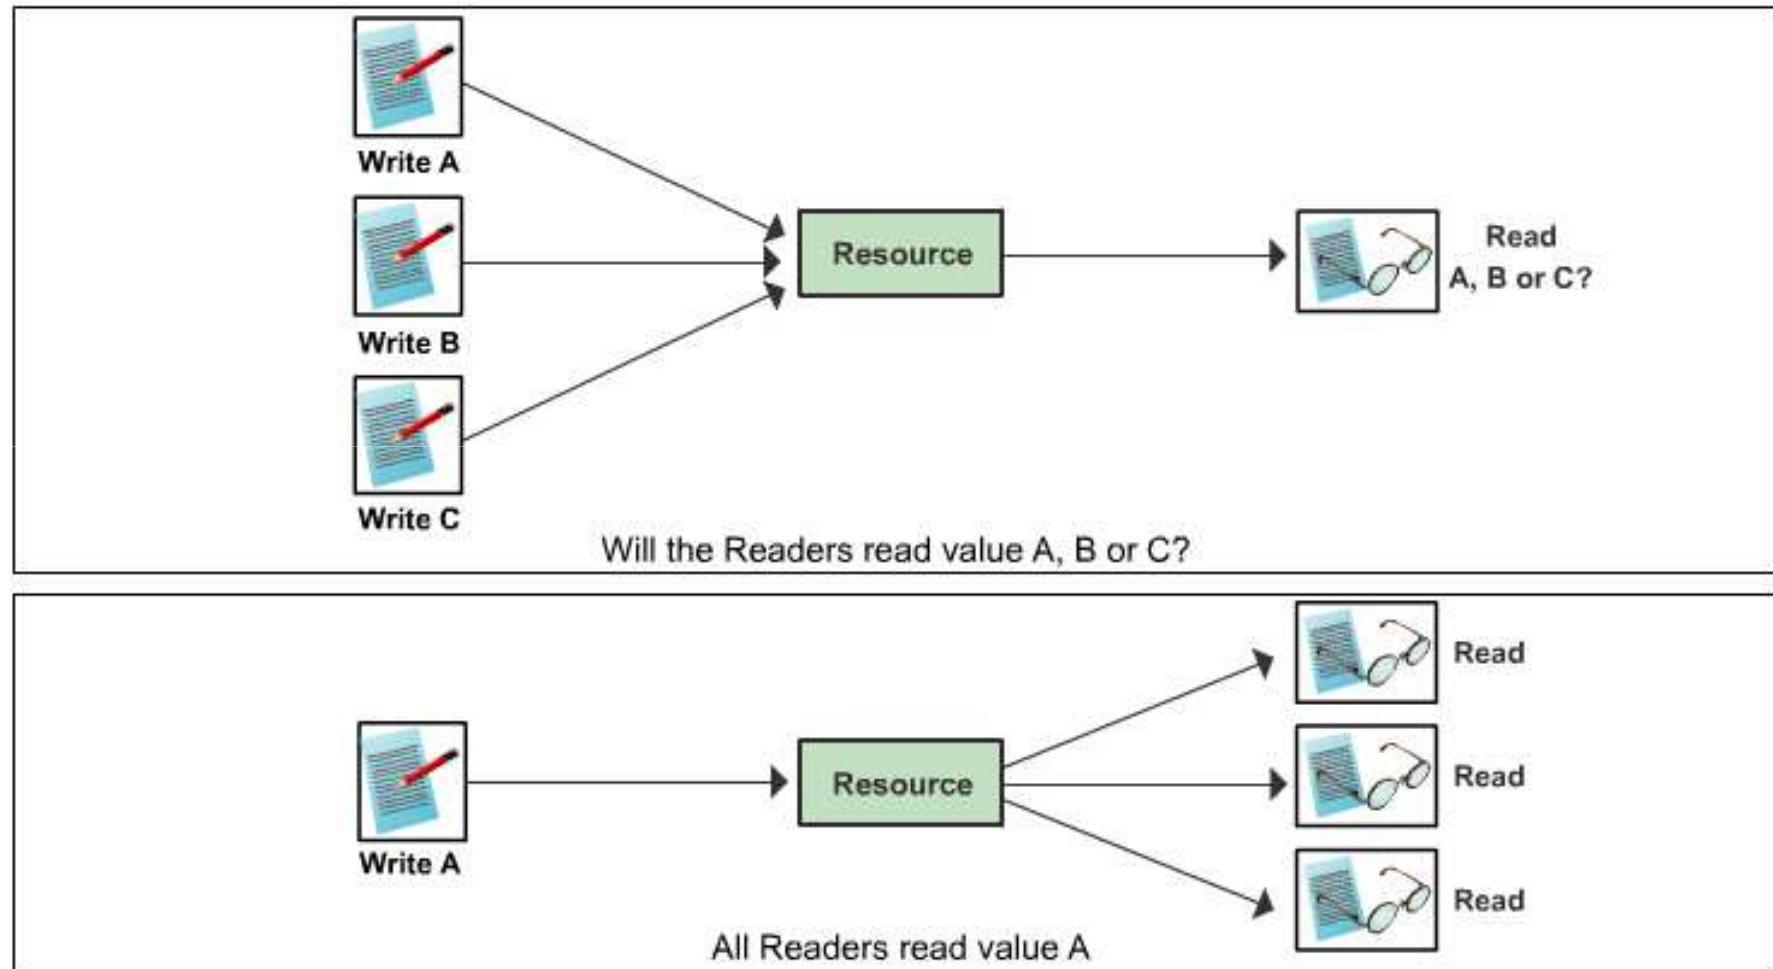 Write A
Write B
Write C
Resource
Read
A, B or C?
Will the Readers read value A, B or C?
Write A
Resource
Read
Read
Read
All Readers read value A